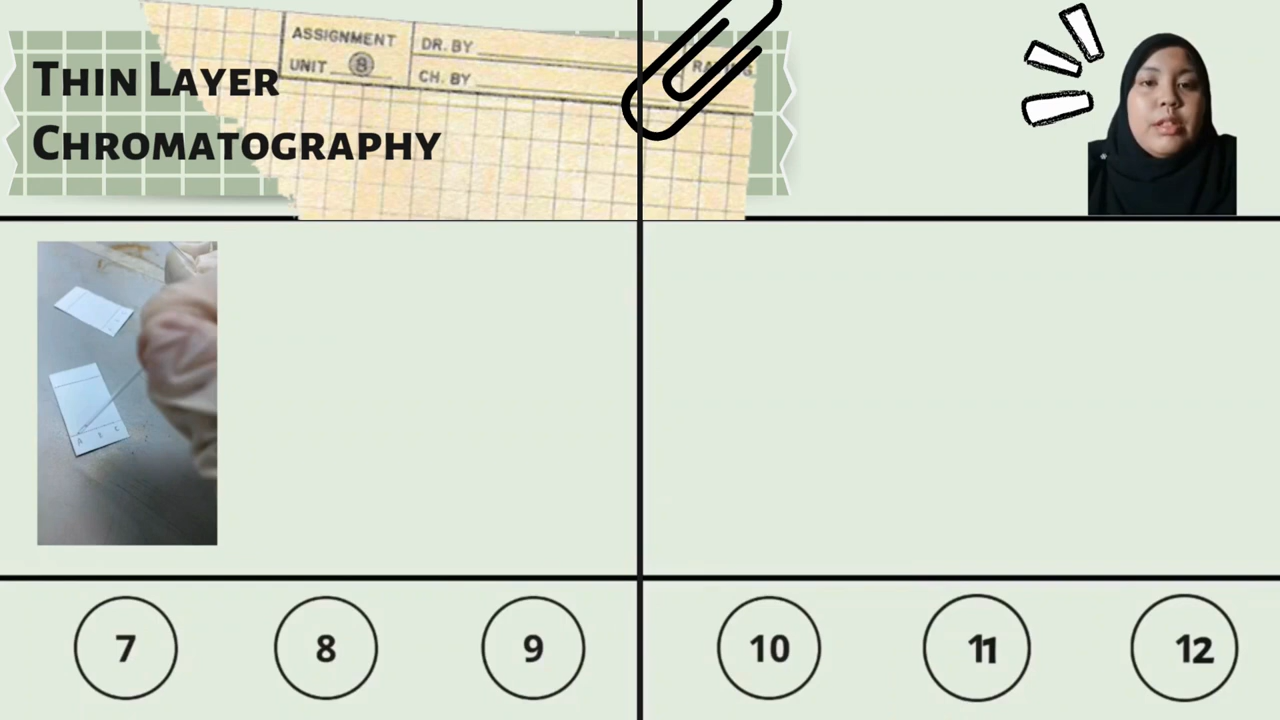 THIN LAYER
CHROMATOGRAPHY
ASSIGNMENT
UNIT 8
DR. BY
CH. BY
A B C
7
8
9
10
11
12